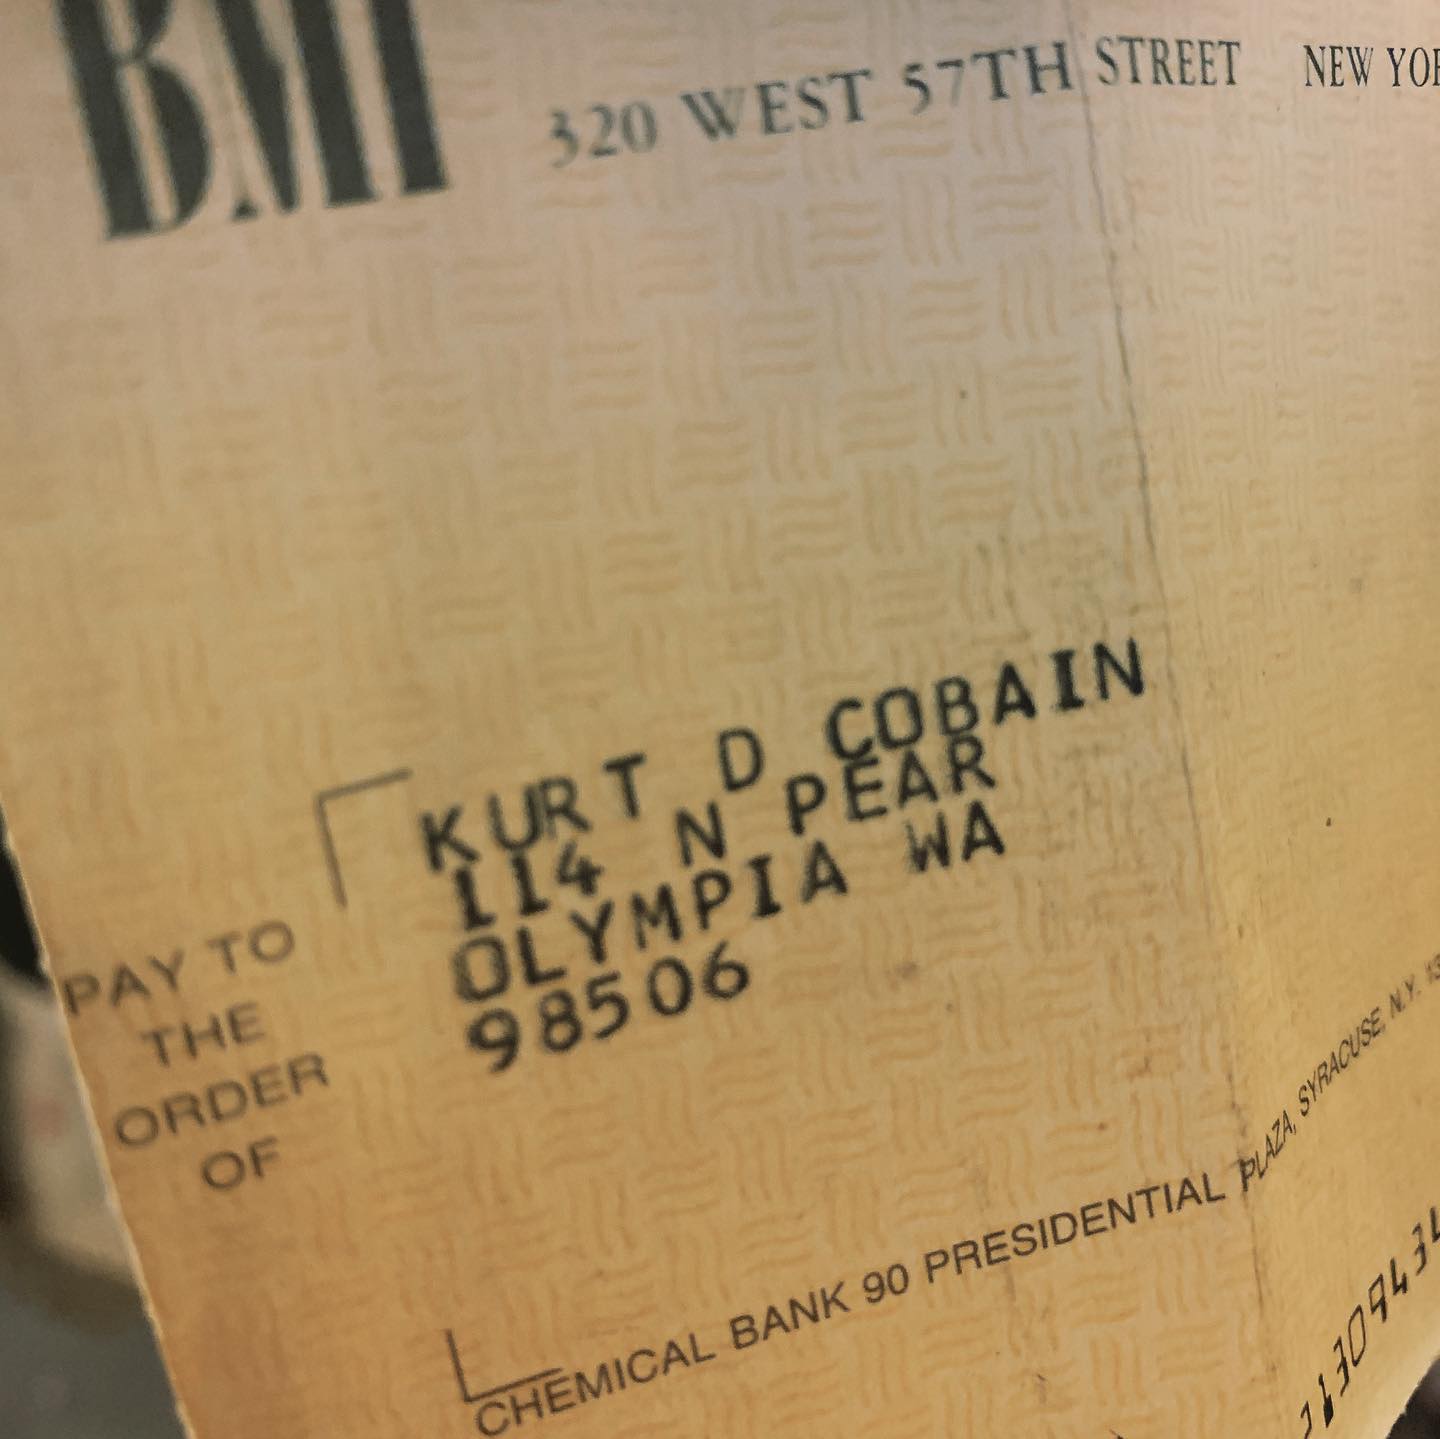 BMI
320 WEST 57TH STREET NEW
KURT D COBAIN
114 N PEAR
OLYMPIA WA
98506
PAY TO
THE
ORDER
OF
CHEMICAL BANK 90 PRESIDENTIAL PLAZA, SYRACUSE, N.Y.